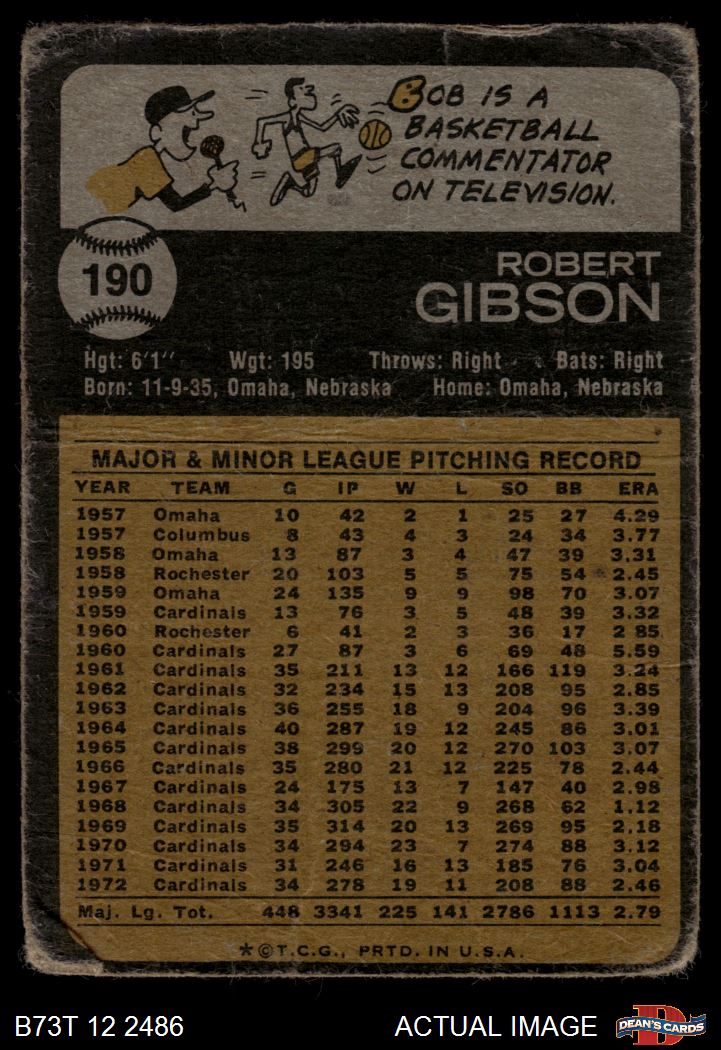 BOB IS A
BASKETBALL
COMMENTATOR
ON TELEVISION.
190
ROBERT
GIBSON
Hgt: 6'1" Wgt: 195 Throws: Right Bats: Right
Born: 11-9-35, Omaha, Nebraska Home: Omaha, Nebraska
MAJOR & MINOR LEAGUE PITCHING RECORD
YEAR TEAM G IP W L SO BB ERA
1957 Omaha 10 42 2 1 25 27 4.29
1957 Columbus 8 43 4 3 24 34 3.77
1958 Omaha 13 87 3 4 47 39 3.31
1958 Rochester 20 103 5 5 75 54 2.45
1959 Omaha 24 135 9 9 98 70 3.07
1959 Cardinals 13 76 3 5 48 39 3.32
1960 Rochester 6 41 2 3 36 17 2 85
1960 Cardinals 27 87 3 6 69 48 5.59
1961 Cardinals 35 211 13 12 166 119 3.24
1962 Cardinals 32 234 15 13 208 95 2.85
1963 Cardinals 36 255 18 9 204 96 3.39
1964 Cardinals 40 287 19 12 245 86 3.01
1965 Cardinals 38 299 20 12 270 103 3.07
1966 Cardinals 35 280 21 12 225 78 2.44
1967 Cardinals 24 175 13 7 147 40 2.98
1968 Cardinals 34 305 22 9 268 62 1.12
1969 Cardinals 35 314 20 13 269 95 2.18
1970 Cardinals 34 294 23 7 274 88 3.12
1971 Cardinals 31 246 16 13 185 76 3.04
1972 Cardinals 34 278 19 11 208 88 2.46
Maj. Lg. Tot. 448 3341 225 141 2786 1113 2.79
*©T.C.G., PRTD. IN U.S.A.
B73T 12 2486 ACTUAL IMAGE DEAN'S CARDS